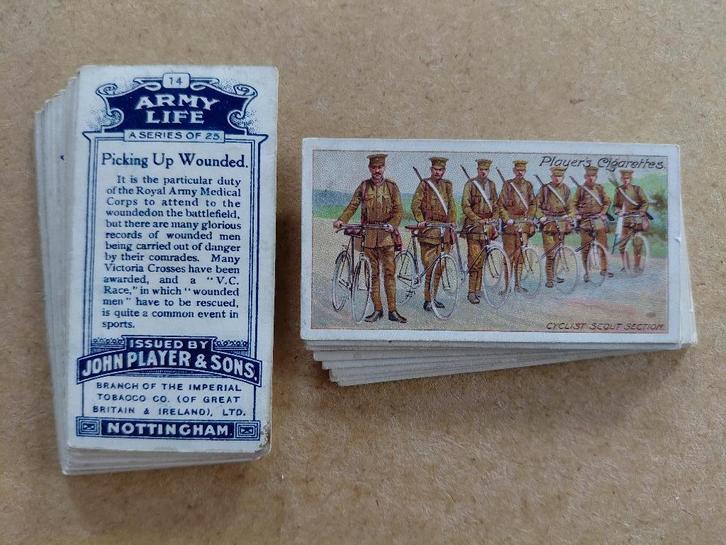 14
ARMY
LIFE
A SERIES OF 25
Picking Up Wounded.
It is the particular duty
of the Royal Army Medical
Corps to attend to the
wounded on the battlefield,
but there are many glorious
records of wounded men
being carried out of danger
by their comrades. Many
Victoria Crosses have been
awarded, and a "V.C.
Race," in which "wounded
men" have to be rescued,
is quite a common event in
sports.
ISSUED BY
JOHN PLAYER & SONS.
BRANCH OF THE IMPERIAL
TOBACCO CO. (OF GREAT
BRITAIN & IRELAND), LTD.
NOTTINGHAM.
Player's Cigarettes.
CYCLIST SCOUT SECTION.